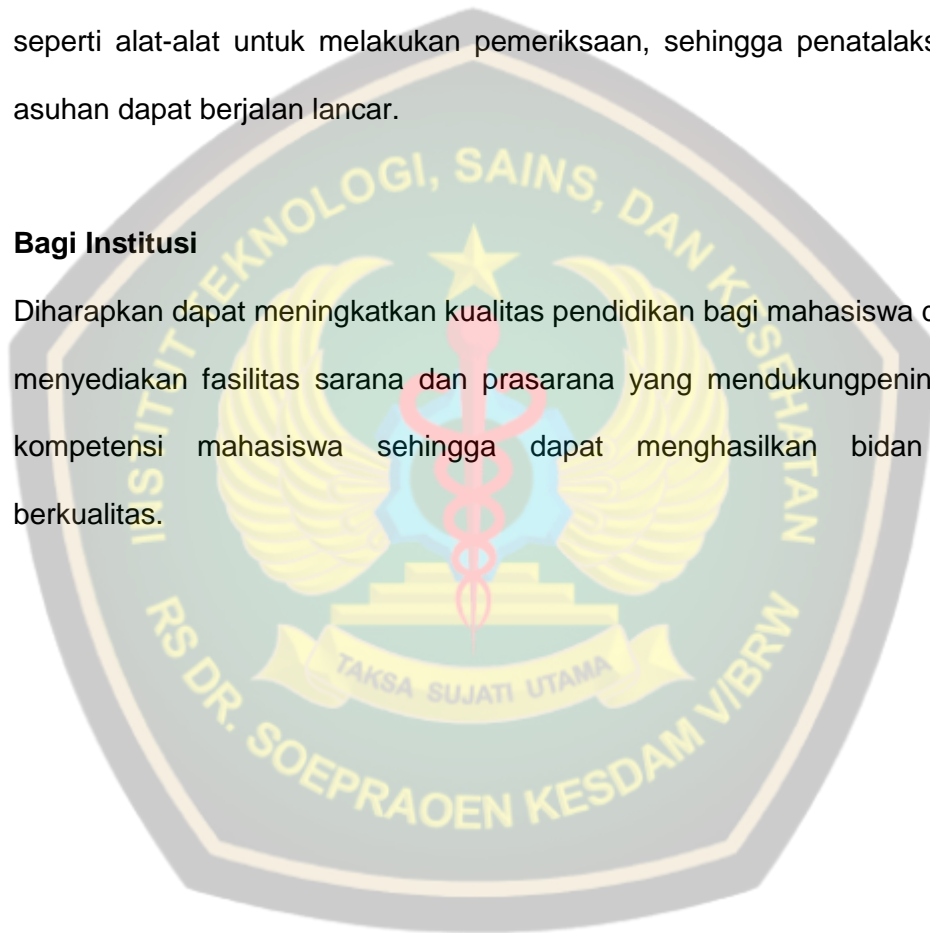 seperti alat-alat untuk melakukan pemeriksaan, sehingga penatalaks
asuhan dapat berjalan lancar.
Bagi Institusi
Diharapkan dapat meningkatkan kualitas pendidikan bagi mahasiswa d
menyediakan fasilitas sarana dan prasarana yang mendukungpenin
kompetensi mahasiswa sehingga dapat menghasilkan bidan
berkualitas.
INSTITUT TEKNOLOGI, SAINS, DAN KESEHATAN
TAKSA SUJATI UTAMA
RS DR. SOEPRAOEN KESDAM V/BRW